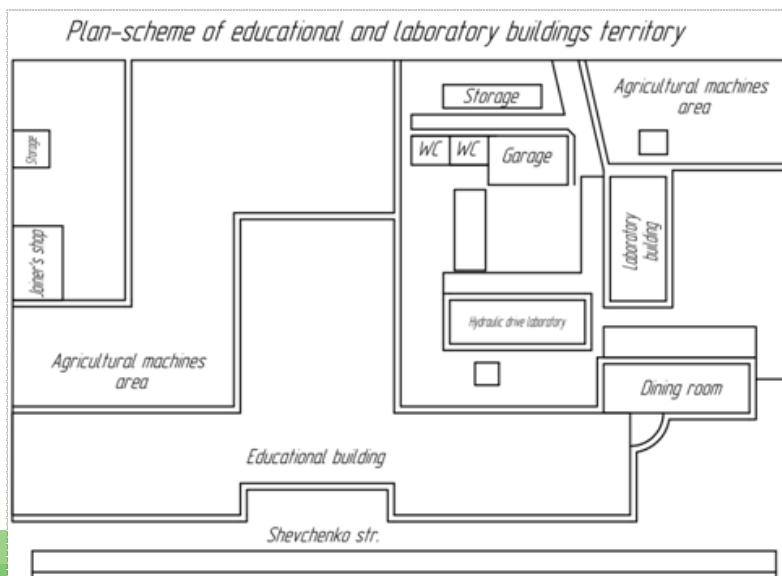 Plan-scheme of educational and laboratory buildings territory
Storage
Agricultural machines
area
Storage
WC
WC
Garage
Joiner's shop
Laboratory
building
Hydraulic drive laboratory
Agricultural machines
area
Dining room
Educational building
Shevchenko str.